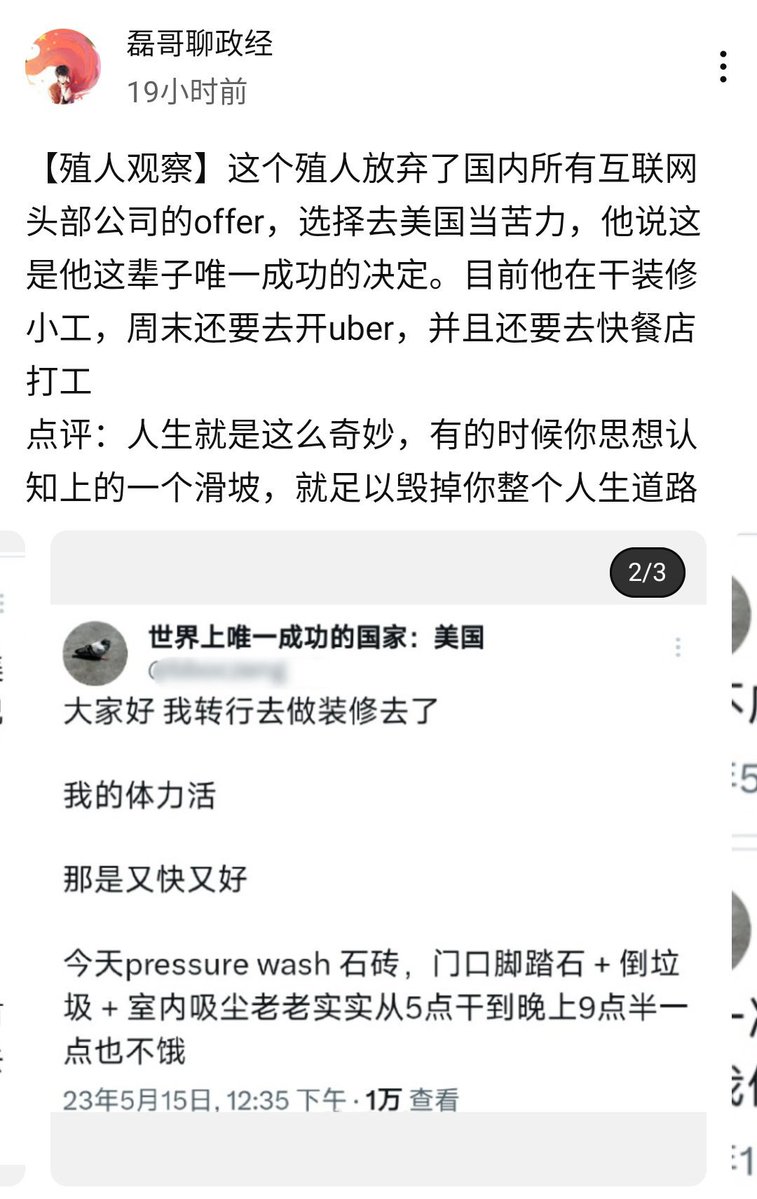 磊哥聊政经
19小时前
【殖人观察】这个殖人放弃了国内所有互联网
头部公司的offer，选择去美国当苦力，他说这
是他这辈子唯一成功的决定。目前他在干装修
小工，周末还要去开uber，并且还要去快餐店
打工
点评：人生就是这么奇妙，有的时候你思想认
知上的一个滑坡，就足以毁掉你整个人生道路
2/3
世界上唯一成功的国家：美国
大家好 我转行去做装修去了
我的体力活
那是又快又好
今天pressure wash 石砖，门口脚踏石 + 倒垃
圾 + 室内吸尘老老实实从5点干到晚上9点半一
点也不饿
23年5月15日, 12:35 下午 · 1万 查看